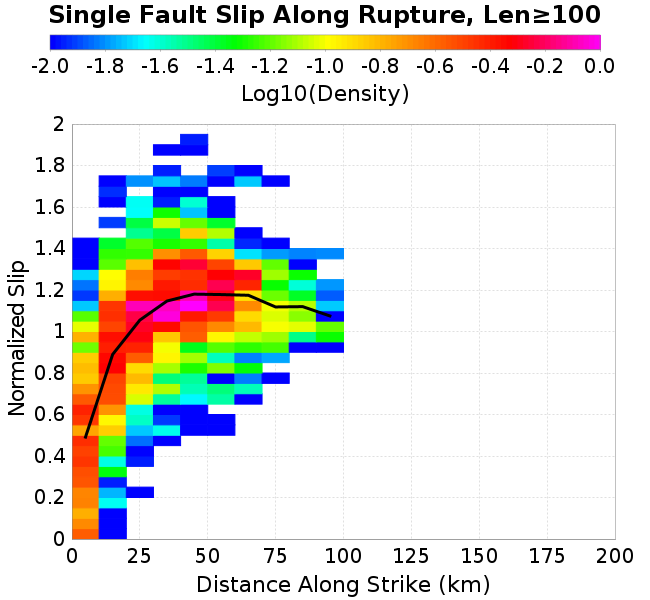 Single Fault Slip Along Rupture, Len≥100
-2.0 -1.8 -1.6 -1.4 -1.2 -1.0 -0.8 -0.6 -0.4 -0.2 0.0
Log10(Density)
Normalized Slip
2
1.8
1.6
1.4
1.2
1
0.8
0.6
0.4
0.2
0
0 25 50 75 100 125 150 175 200
Distance Along Strike (km)